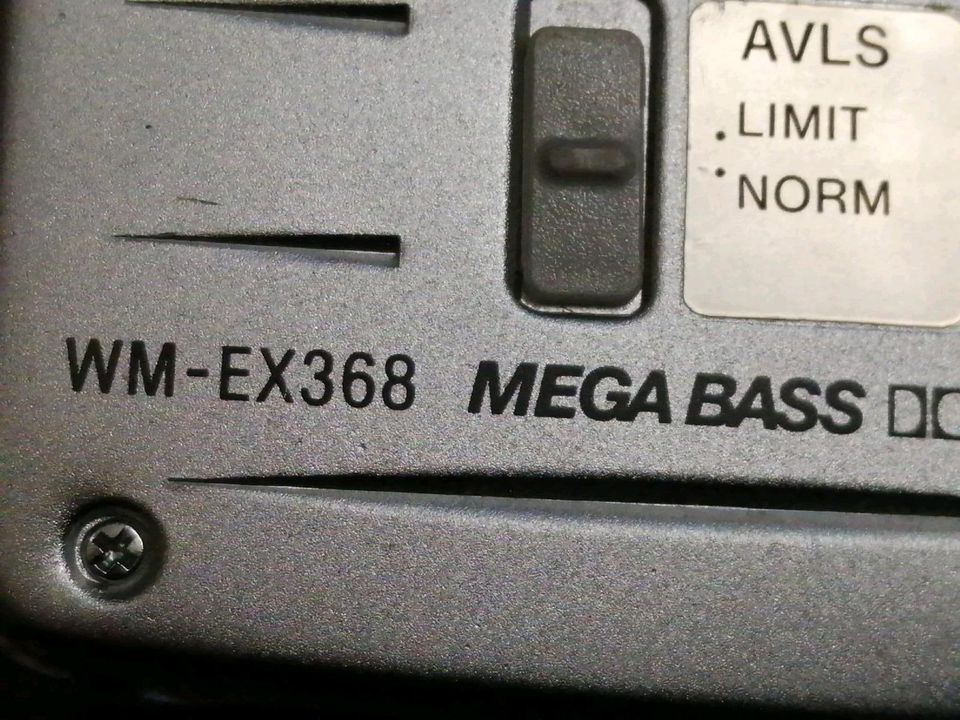 AVLS
LIMIT
NORM
WM-EX368 MEGA BASS